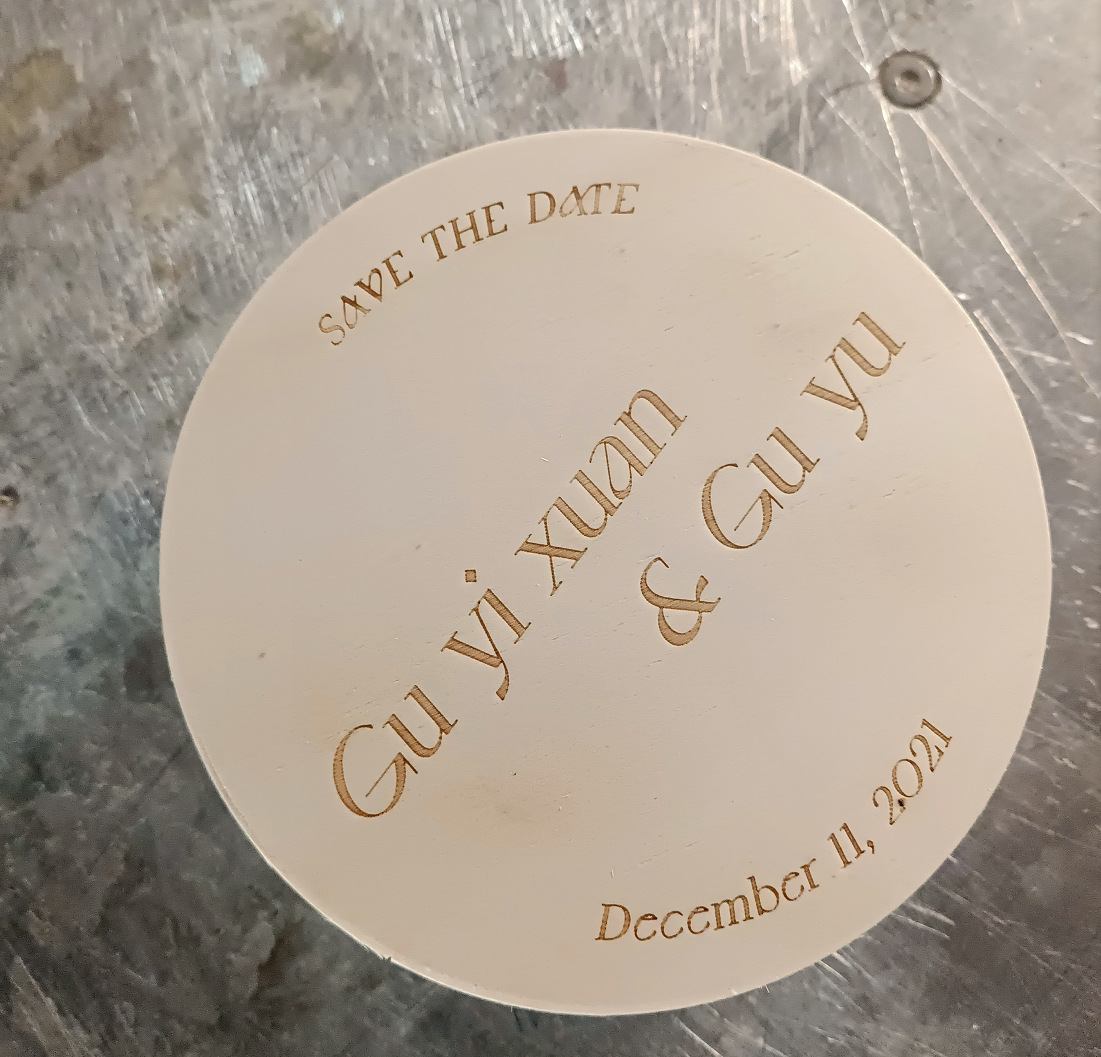 SAVE THE DATE
Gu yi xuan
& Gu yu
December 11, 2021